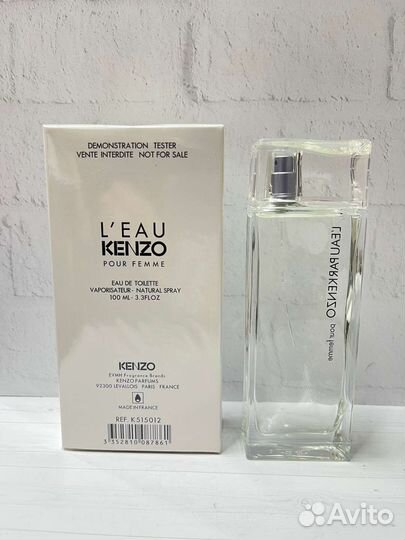 DEMONSTRATION TESTER
VENTE INTERDITE NOT FOR SALE
L'EAU
KENZO
POUR FEMME
EAU DE TOILETTE
VAPORISATEUR - NATURAL SPRAY
100 ML - 3.3FLOZ
KENZO
LVMH Fragrance Brands
KENZO PARFUMS
92300 LEVALLOIS PARIS FRANCE
MADE IN FRANCE
REF. K515012
3 352810 087861
L'EAU PAR KENZO pour femme
Avito